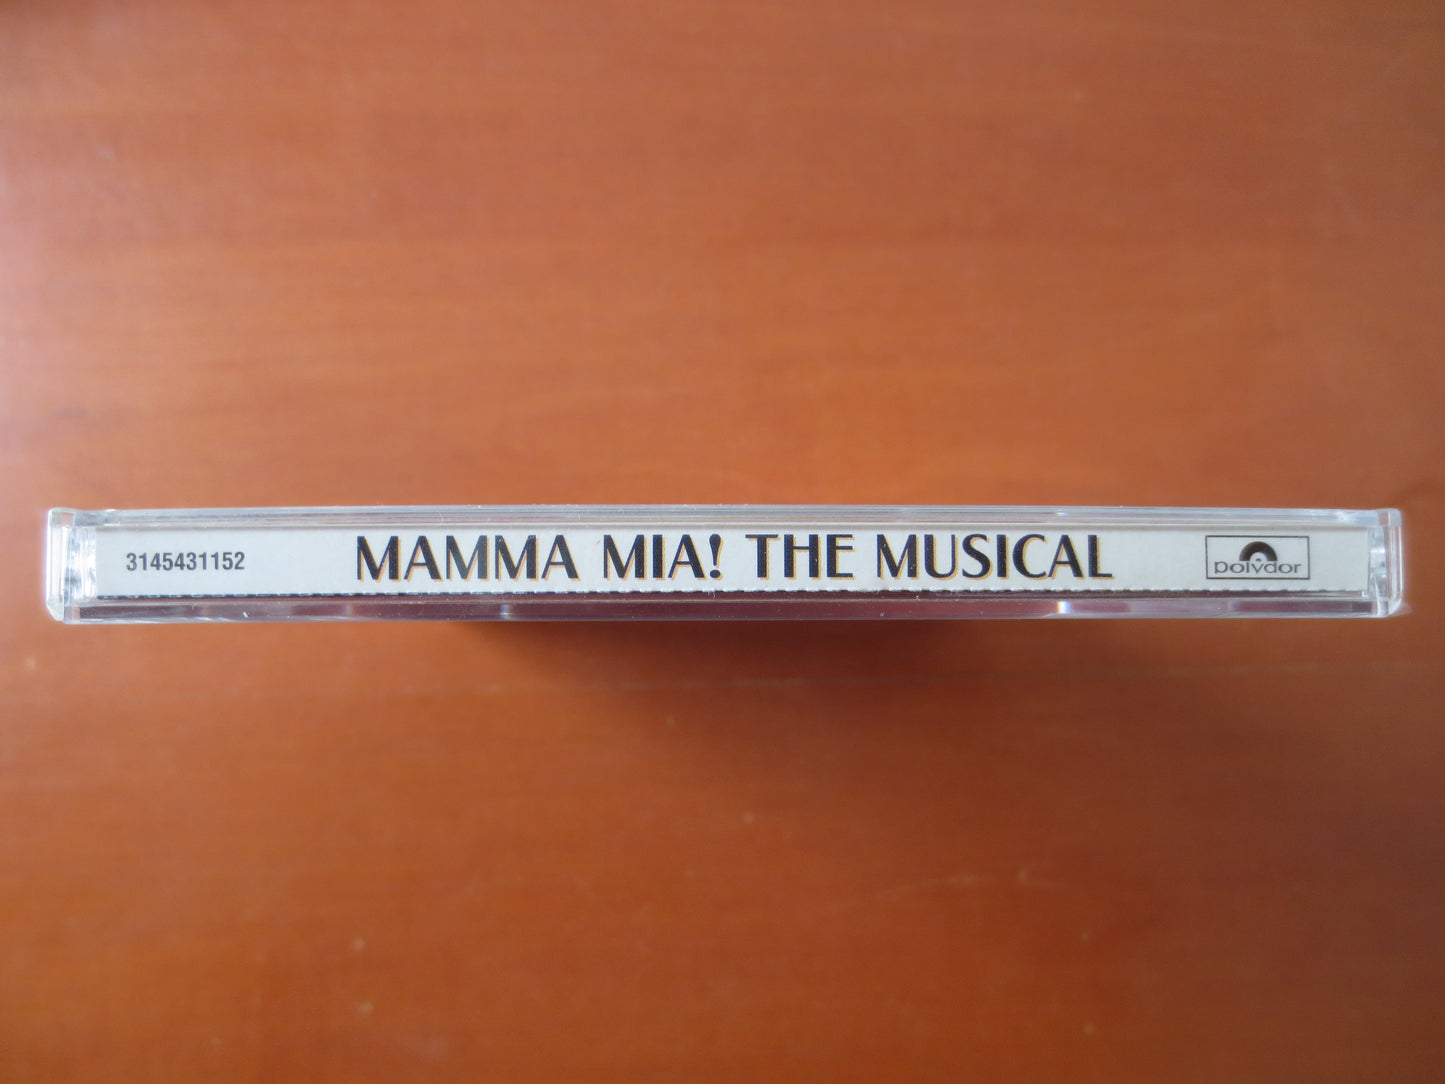 3145431152 MAMMA MIA! THE MUSICAL polydor